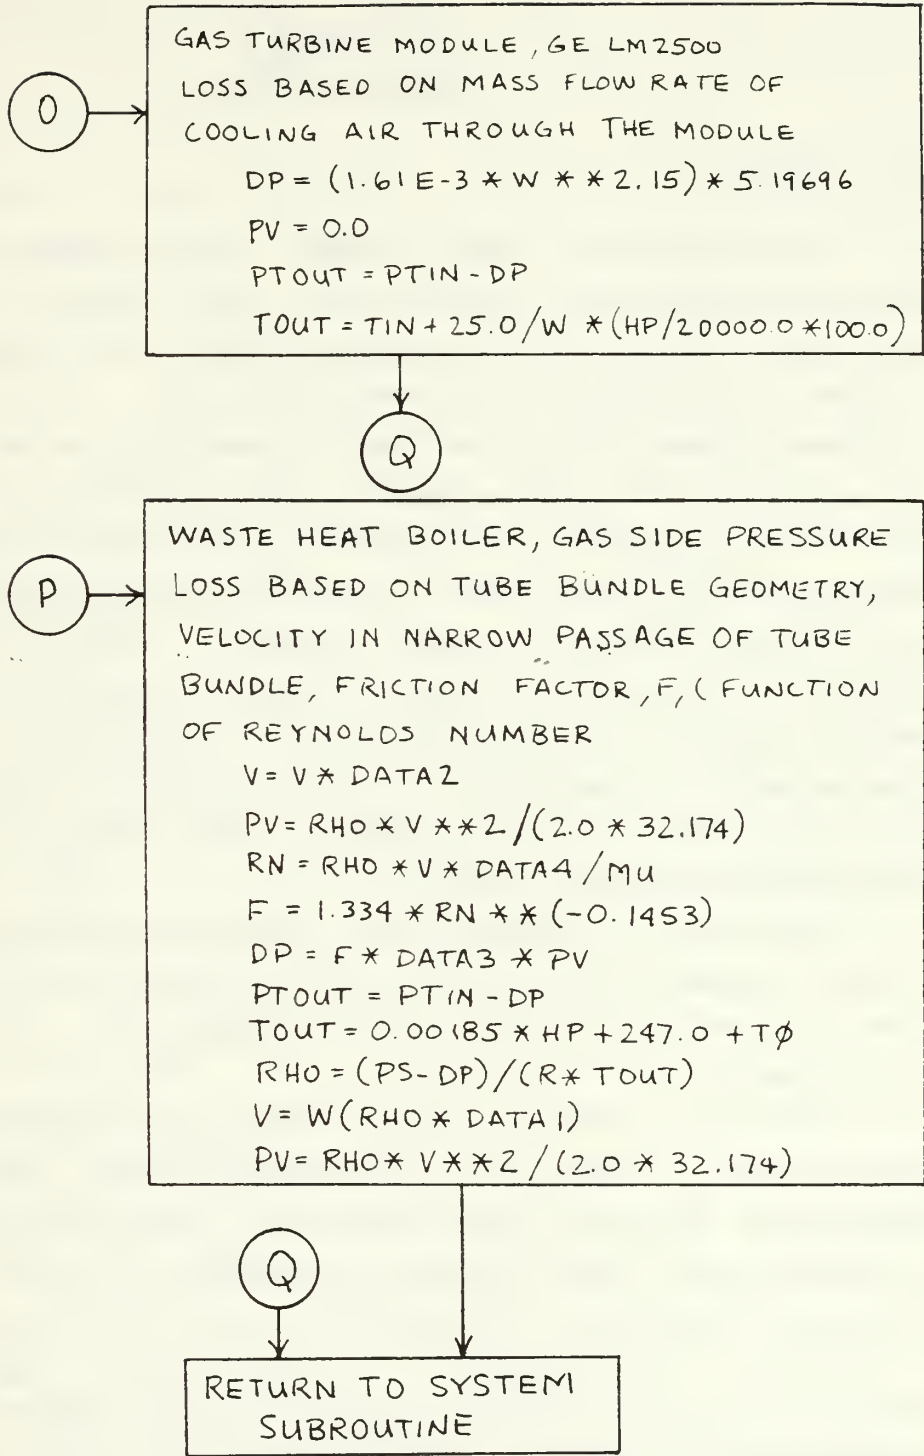 O
GAS TURBINE MODULE, GE LM2500
LOSS BASED ON MASS FLOW RATE OF
COOLING AIR THROUGH THE MODULE
DP = (1.61E-3 * W * * 2.15) * 5.19696
PV = 0.0
PTOUT = PTIN - DP
TOUT = TIN + 25.0/W * (HP/20000.0 * 100.0)
Q
P
WASTE HEAT BOILER, GAS SIDE PRESSURE
LOSS BASED ON TUBE BUNDLE GEOMETRY,
VELOCITY IN NARROW PASSAGE OF TUBE
BUNDLE, FRICTION FACTOR, F, (FUNCTION
OF REYNOLDS NUMBER
V = V * DATA2
PV = RHO * V * * 2 / (2.0 * 32.174)
RN = RHO * V * DATA4 / MU
F = 1.334 * RN * * (-0.1453)
DP = F * DATA3 * PV
PTOUT = PTIN - DP
TOUT = 0.00185 * HP + 247.0 + Tϕ
RHO = (PS-DP)/(R* TOUT)
V = W(RHO * DATA1)
PV = RHO * V * * 2 / (2.0 * 32.174)
Q
RETURN TO SYSTEM
SUBROUTINE